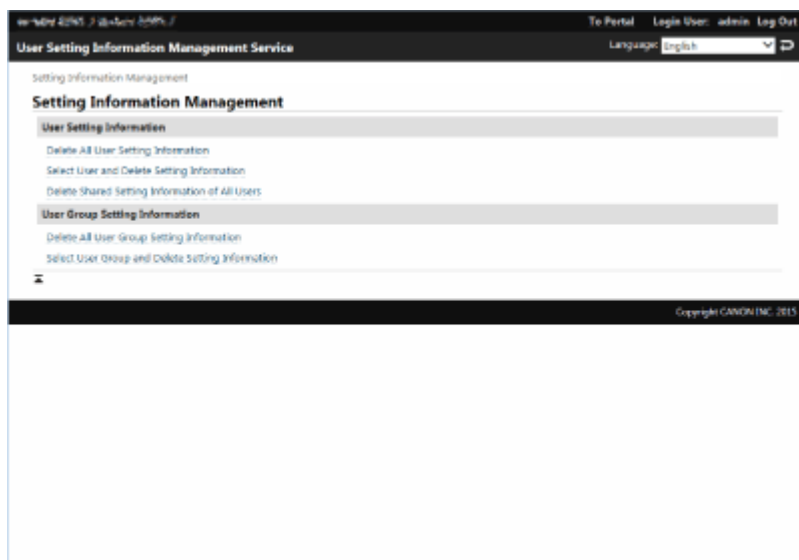 To Portal Login User: admin Log Out
User Setting Information Management Service Language: English
Setting Information Management
Setting Information Management
User Setting Information
Delete All User Setting Information
Select User and Delete Setting Information
Delete Shared Setting Information of All Users
User Group Setting Information
Delete All User Group Setting Information
Select User Group and Delete Setting Information
Copyright CANON INC. 2015